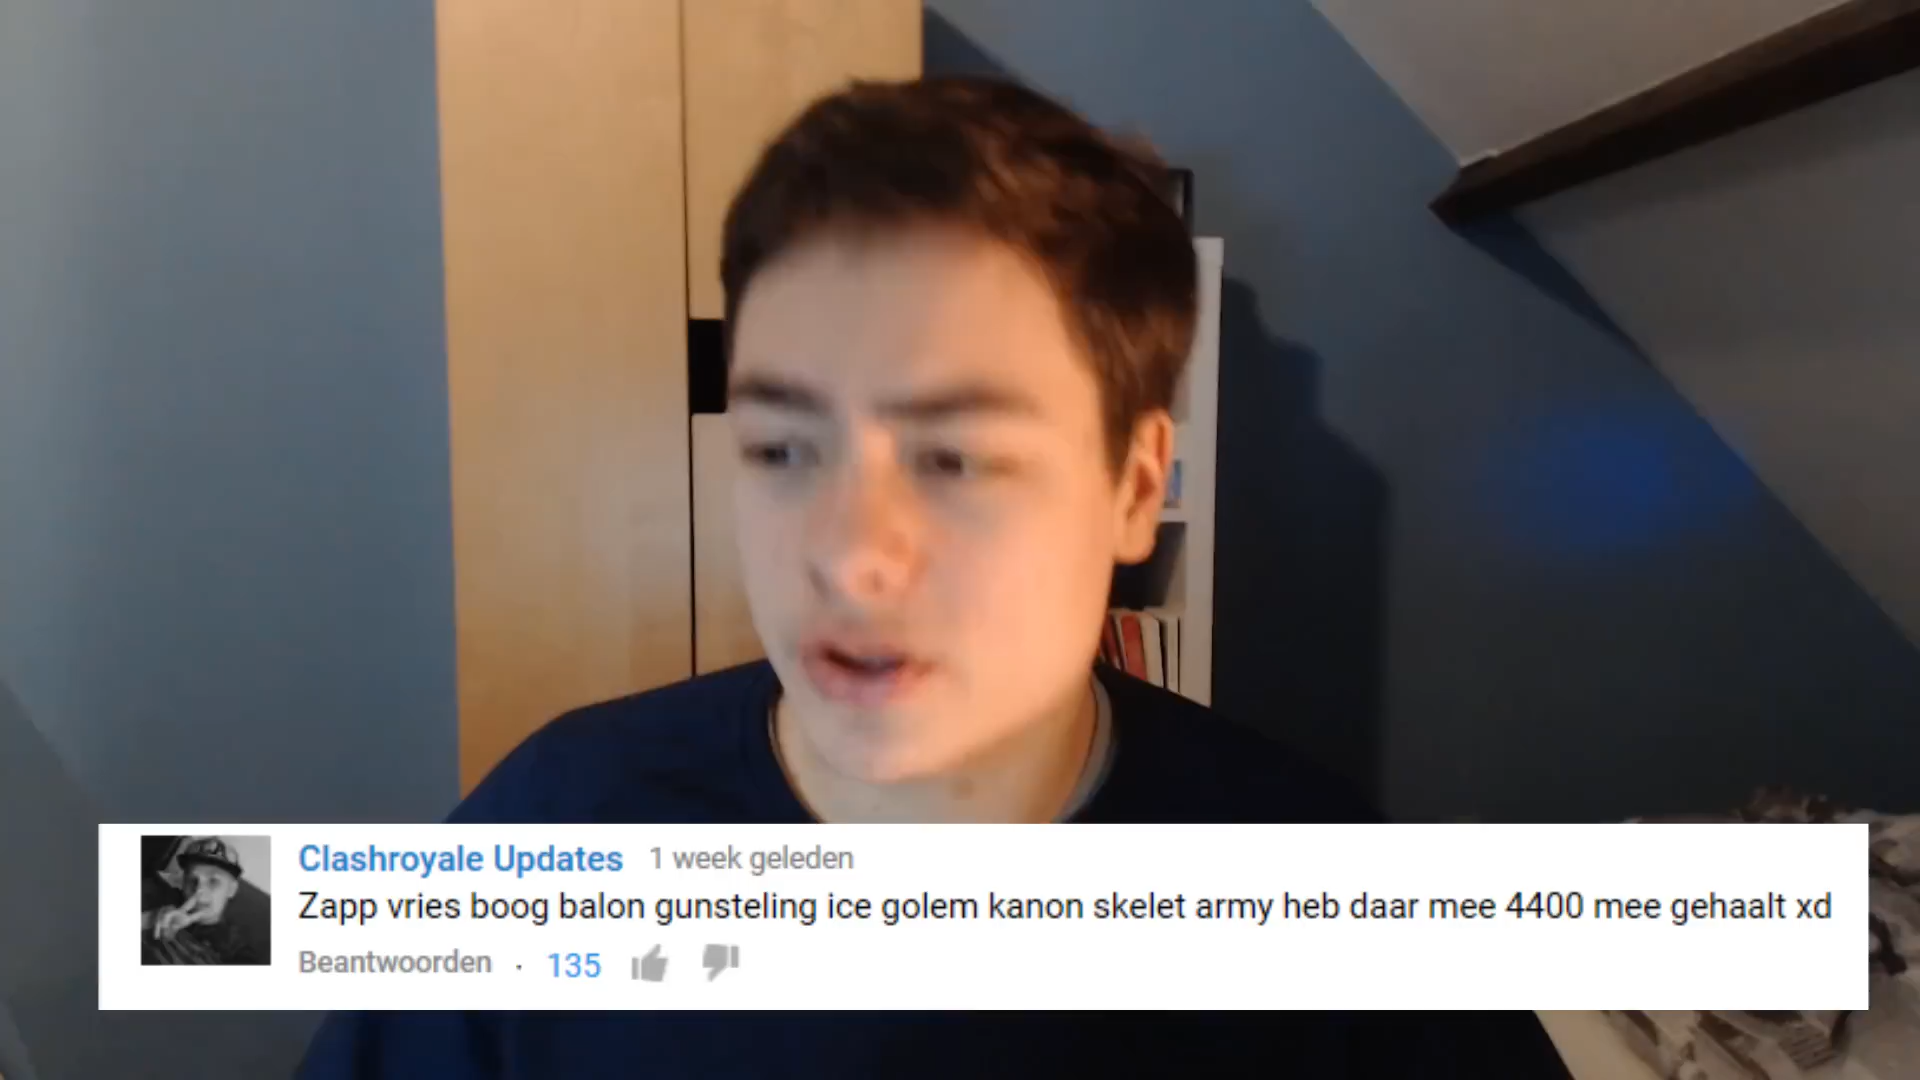 Clashroyale Updates 1 week geleden
Zapp vries boog balon gunsteling ice golem kanon skelet army heb daar mee 4400 mee gehaalt xd
Beantwoorden · 135